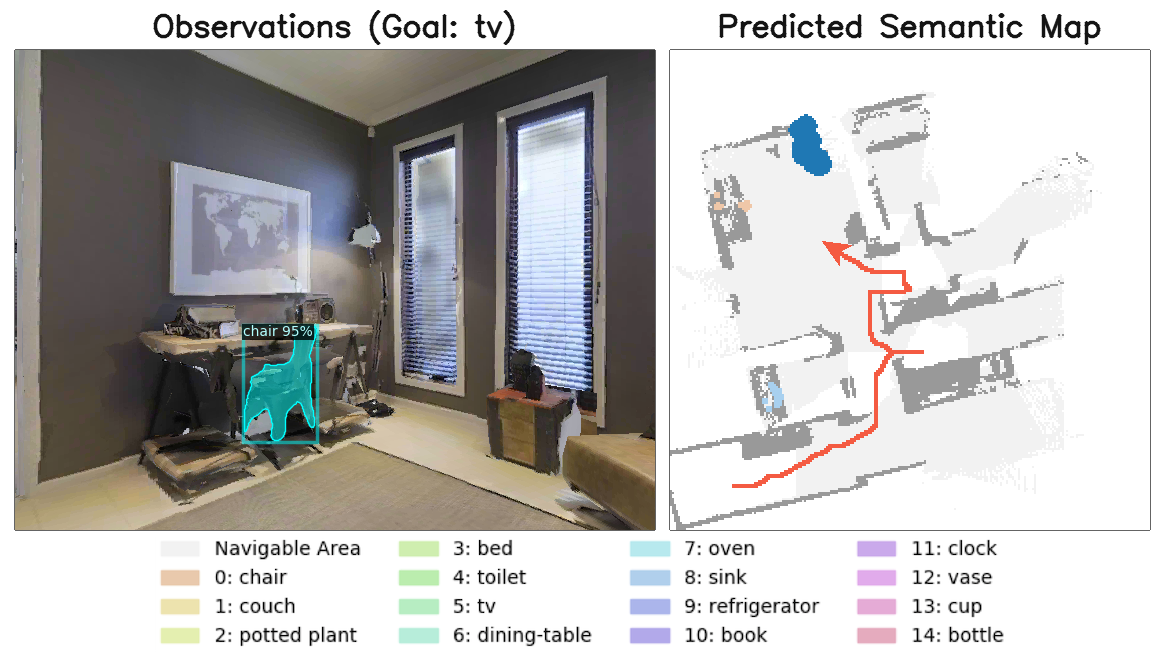 Observations (Goal: tv)
Predicted Semantic Map
chair 95%
Navigable Area
0: chair
1: couch
2: potted plant
3: bed
4: toilet
5: tv
6: dining-table
7: oven
8: sink
9: refrigerator
10: book
11: clock
12: vase
13: cup
14: bottle